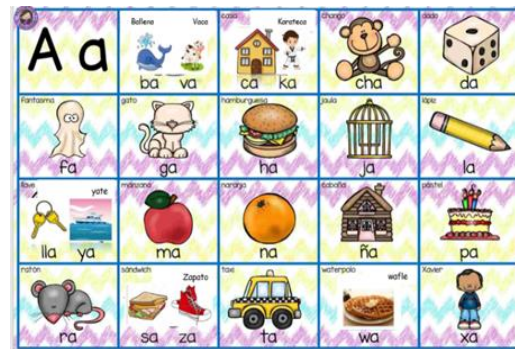 A a
Ballena Vaca
ba va
casa Karateca
ca ka
chango
cha
dado
da
fantasma
fa
gato
ga
hamburguesa
ha
jaula
ja
lápiz
la
llave yate
lla ya
manzana
ma
naranja
na
cabaña
ña
pastel
pa
ratón
ra
sándwich Zapato
sa za
taxi
ta
waterpolo wafle
wa
Xavier
xa